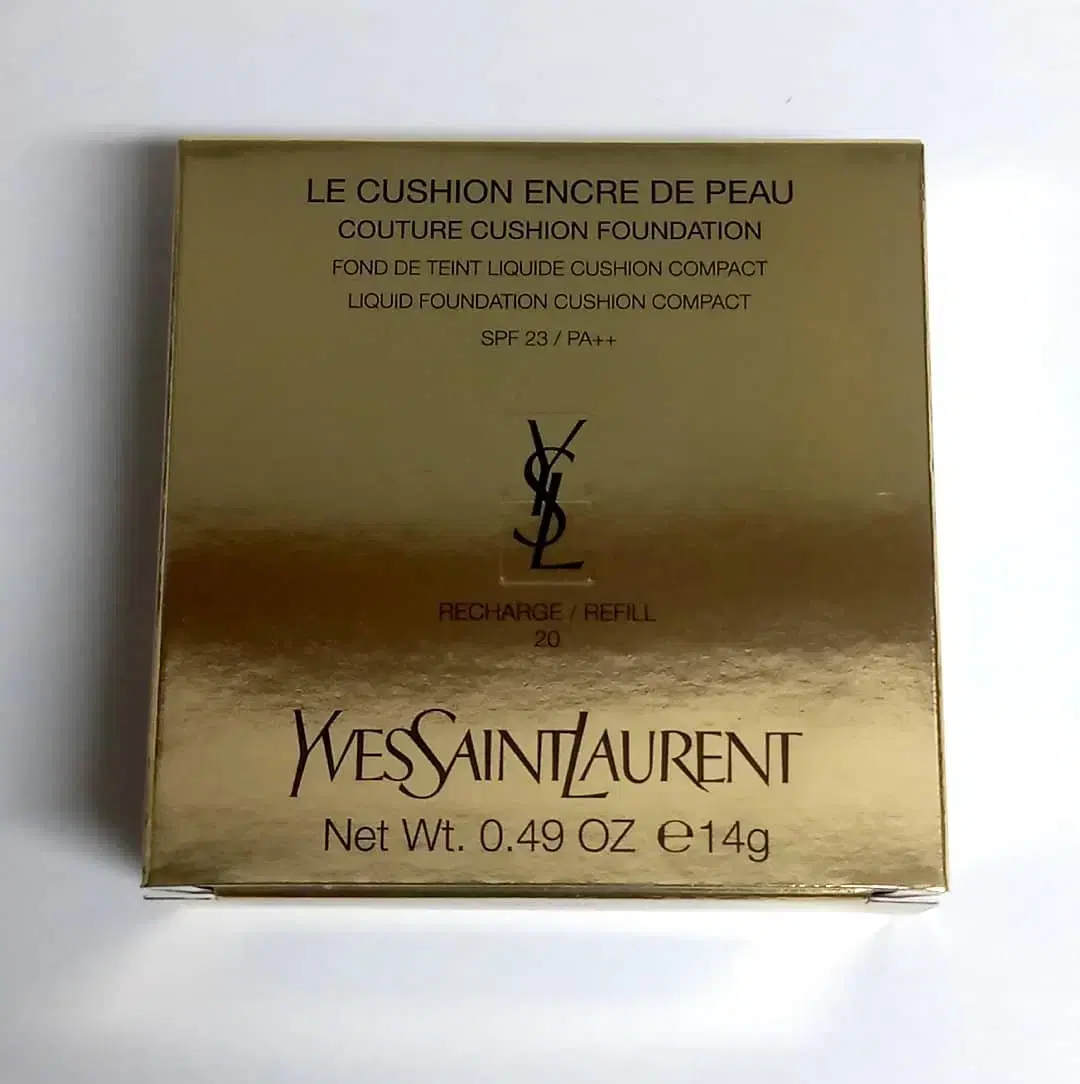 LE CUSHION ENCRE DE PEAU
COUTURE CUSHION FOUNDATION
FOND DE TEINT LIQUIDE CUSHION COMPACT
LIQUID FOUNDATION CUSHION COMPACT
SPF 23 / PA++
YSL
RECHARGE / REFILL
20
YVESSAINTLAURENT
Net Wt. 0.49 OZ ℮14g